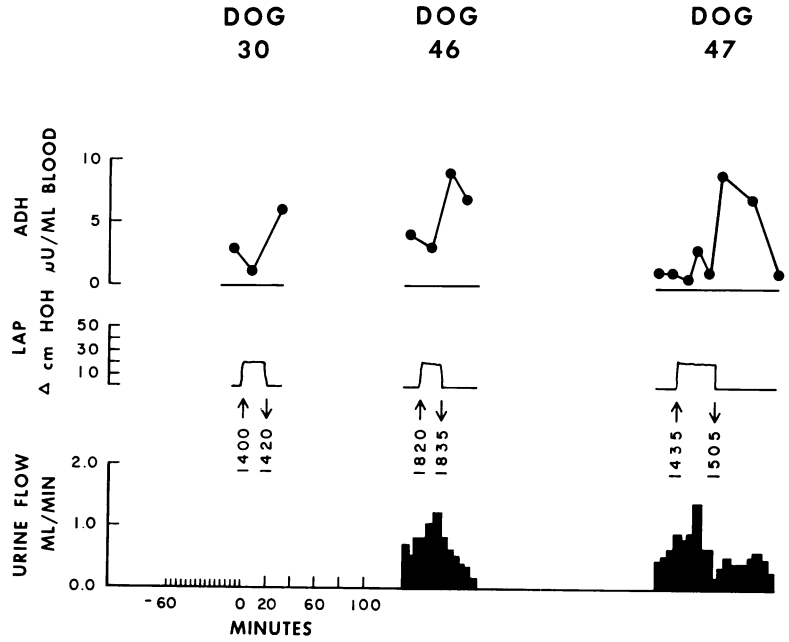 DOG DOG DOG
30 46 47
ADH
μU/ML BLOOD
10
5
0
LAP
Δ cm HOH
50
30
10
1400 1420 1820 1835 1435 1505
URINE FLOW
ML/MIN
2.0
1.0
0.0
-60 0 20 60 100
MINUTES